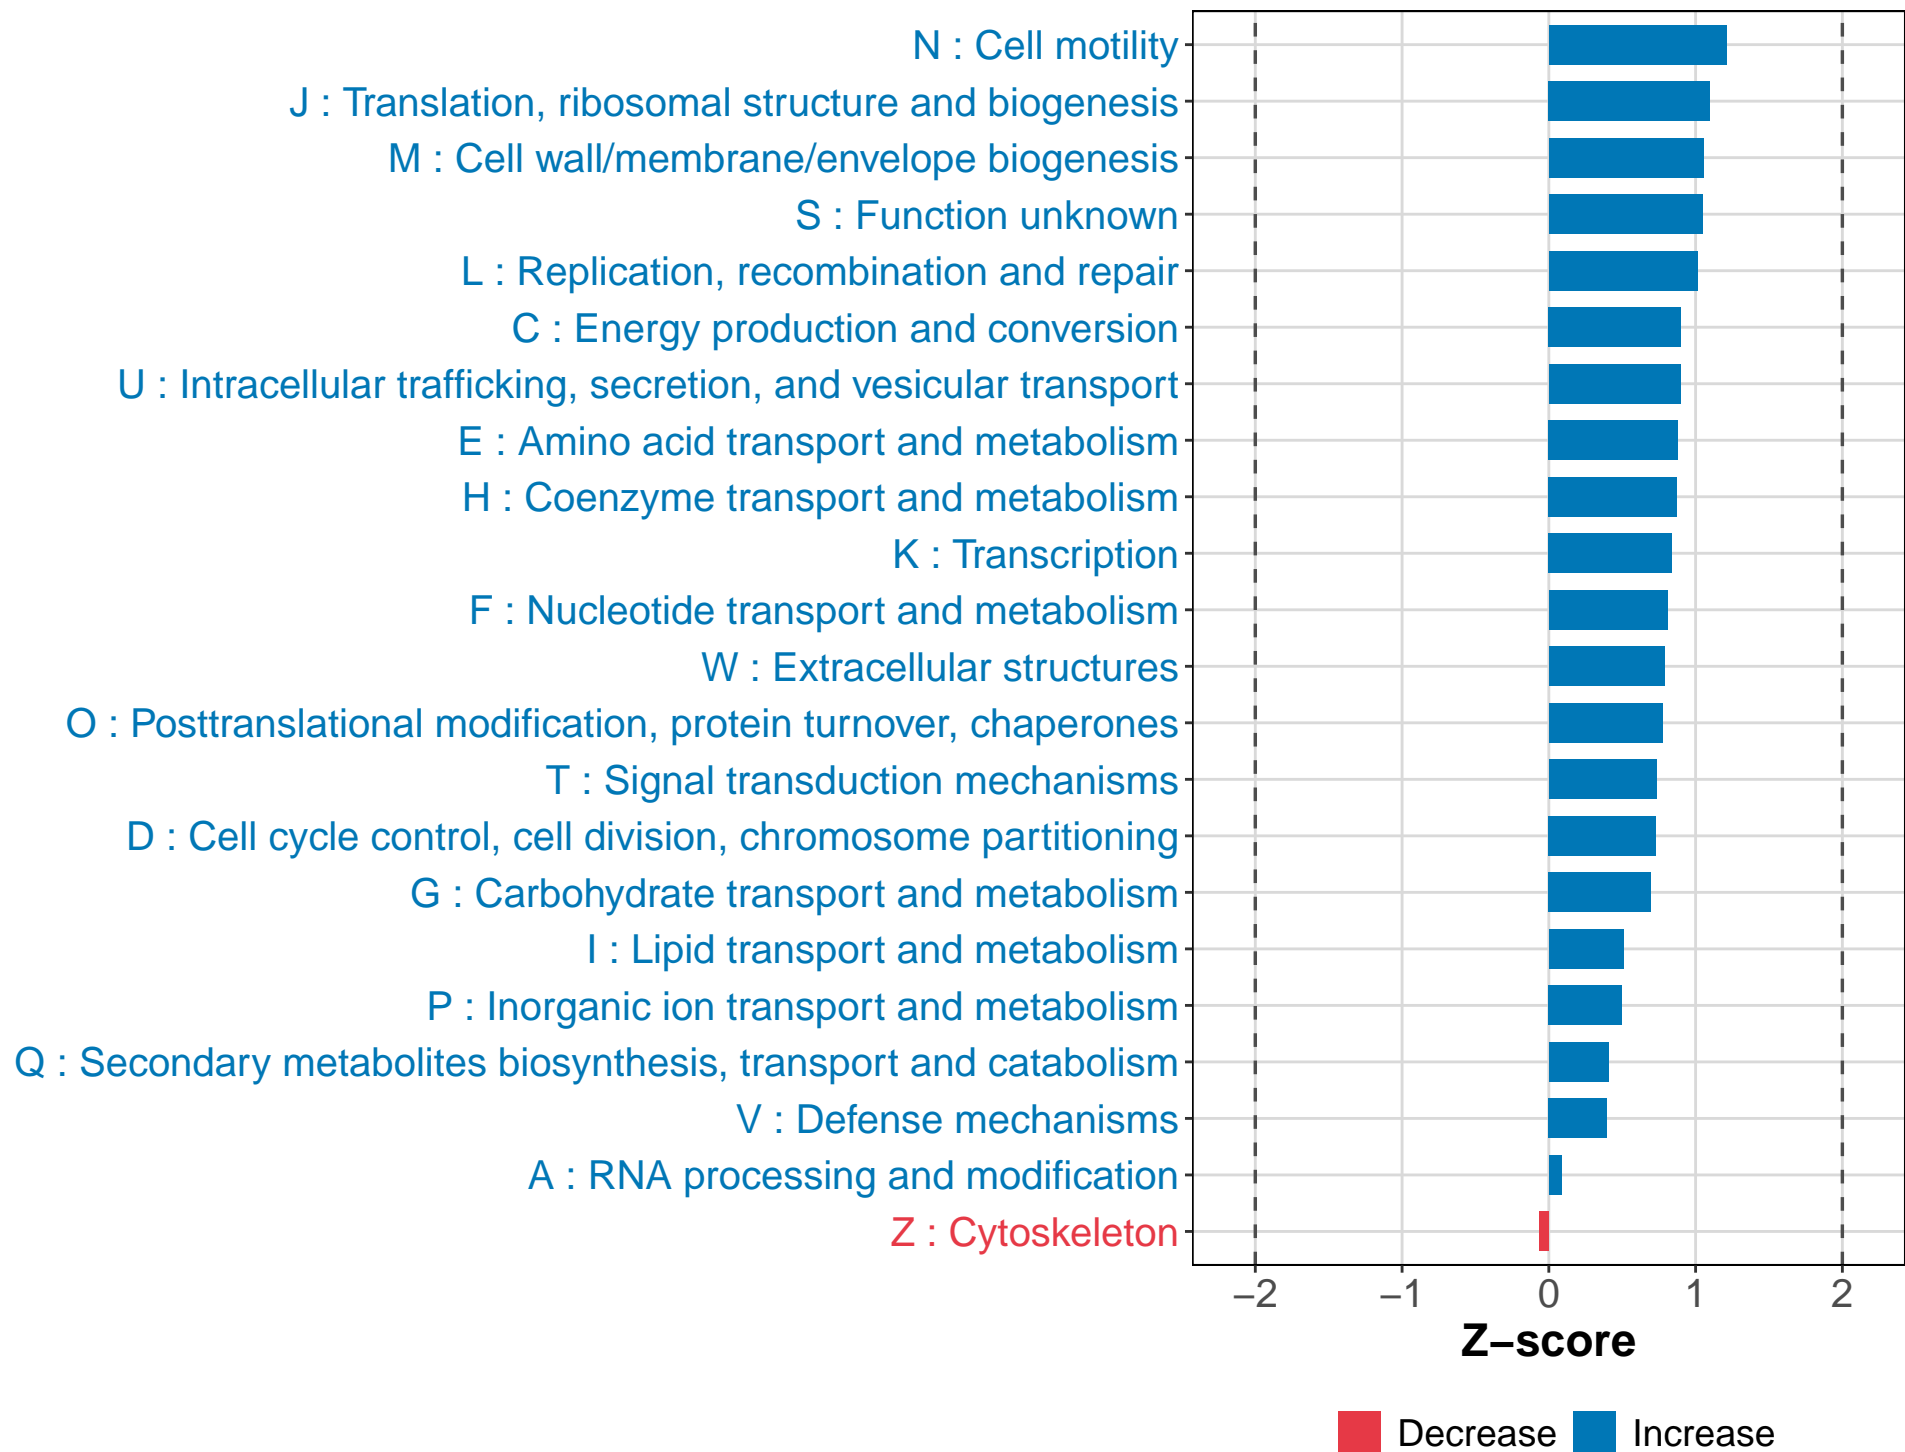 N : Cell motility
J : Translation, ribosomal structure and biogenesis
M : Cell wall/membrane/envelope biogenesis
S : Function unknown
L : Replication, recombination and repair
C : Energy production and conversion
U : Intracellular trafficking, secretion, and vesicular transport
E : Amino acid transport and metabolism
H : Coenzyme transport and metabolism
K : Transcription
F : Nucleotide transport and metabolism
W : Extracellular structures
O : Posttranslational modification, protein turnover, chaperones
T : Signal transduction mechanisms
D : Cell cycle control, cell division, chromosome partitioning
G : Carbohydrate transport and metabolism
I : Lipid transport and metabolism
P : Inorganic ion transport and metabolism
Q : Secondary metabolites biosynthesis, transport and catabolism
V : Defense mechanisms
A : RNA processing and modification
Z : Cytoskeleton
−2 −1 0 1 2
Z−score
Decrease Increase